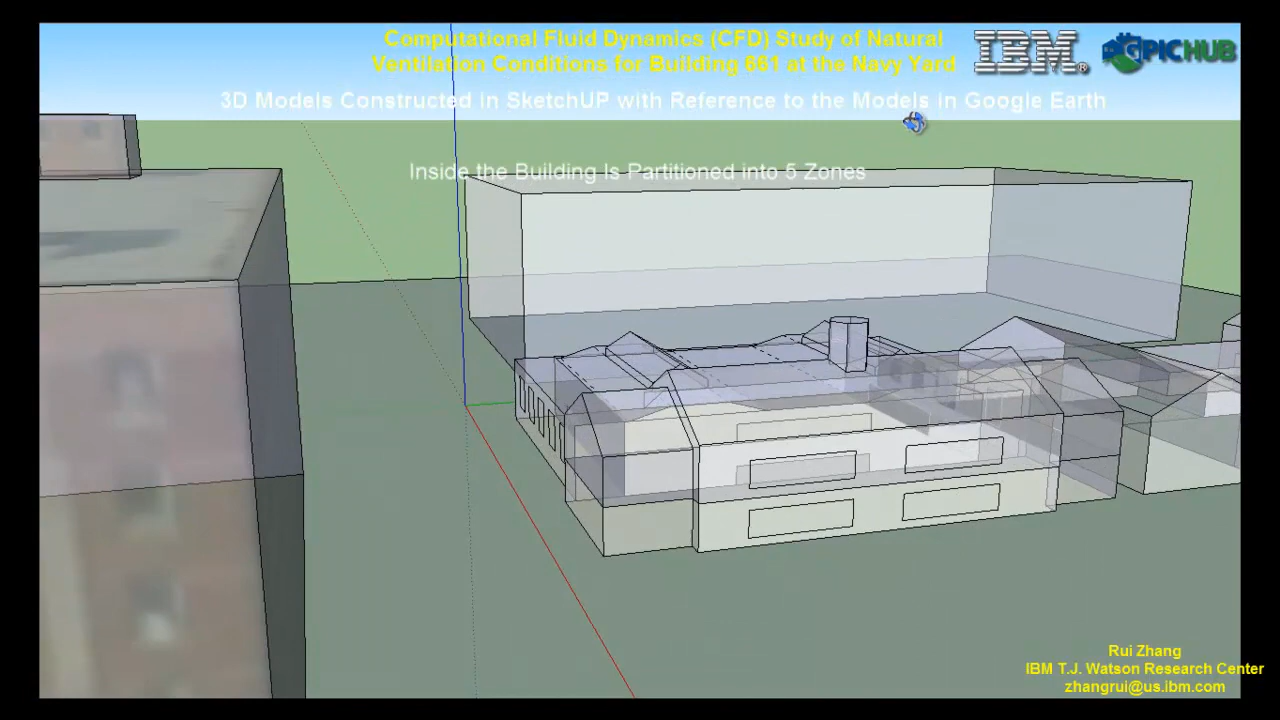 Computational Fluid Dynamics (CFD) Study of Natural
Ventilation Conditions for Building 661 at the Navy Yard
IBM®
GPICHUB
3D Models Constructed in SketchUP with Reference to the Models in Google Earth
Inside the Building Is Partitioned into 5 Zones
Rui Zhang
IBM T.J. Watson Research Center
zhangrui@us.ibm.com